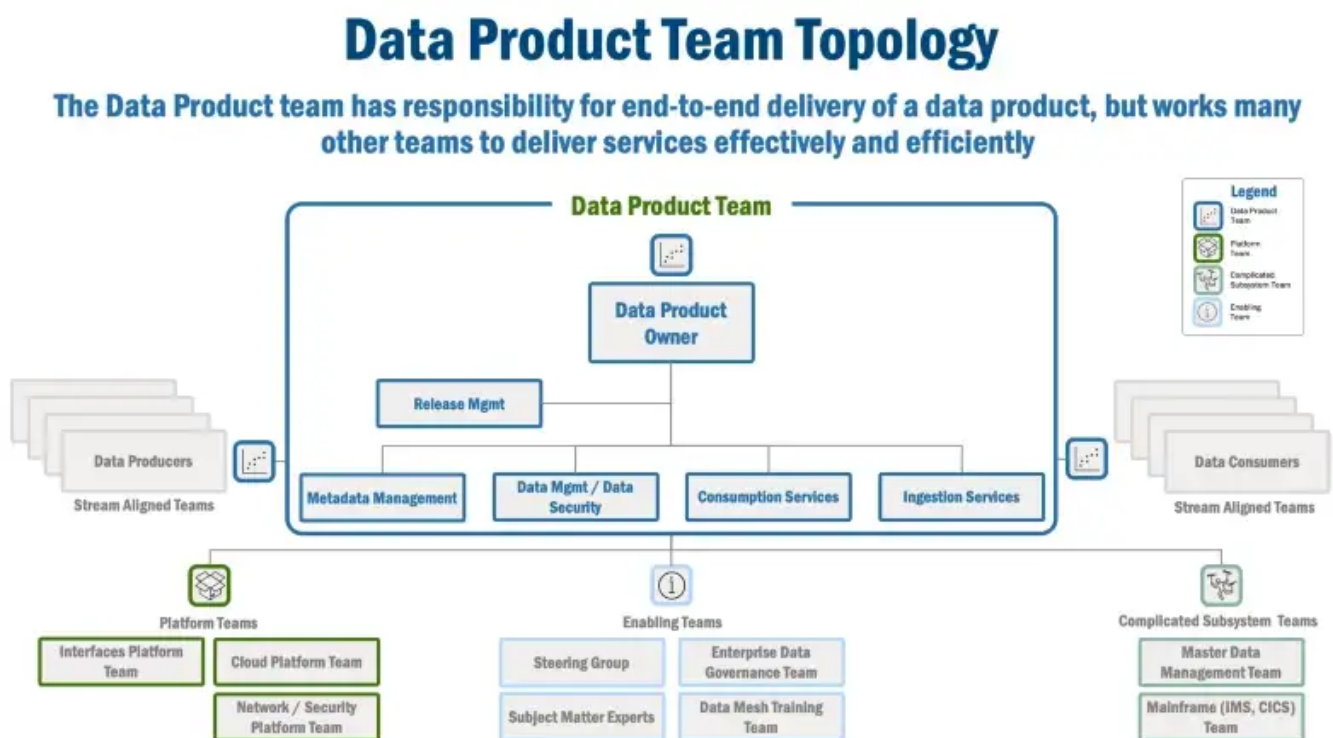 Data Product Team Topology
The Data Product team has responsibility for end-to-end delivery of a data product, but works many
other teams to deliver services effectively and efficiently
Data Product Team
Legend
Data Product
Team
Platform
Team
Complicated
Subsystem Team
Enabling
Team
Data Product
Owner
Release Mgmt
Data Producers
Stream Aligned Teams
Metadata Management
Data Mgmt / Data
Security
Consumption Services
Ingestion Services
Data Consumers
Stream Aligned Teams
Platform Teams
Interfaces Platform
Team
Cloud Platform Team
Network / Security
Platform Team
Enabling Teams
Steering Group
Enterprise Data
Governance Team
Subject Matter Experts
Data Mesh Training
Team
Complicated Subsystem Teams
Master Data
Management Team
Mainframe (IMS, CICS)
Team